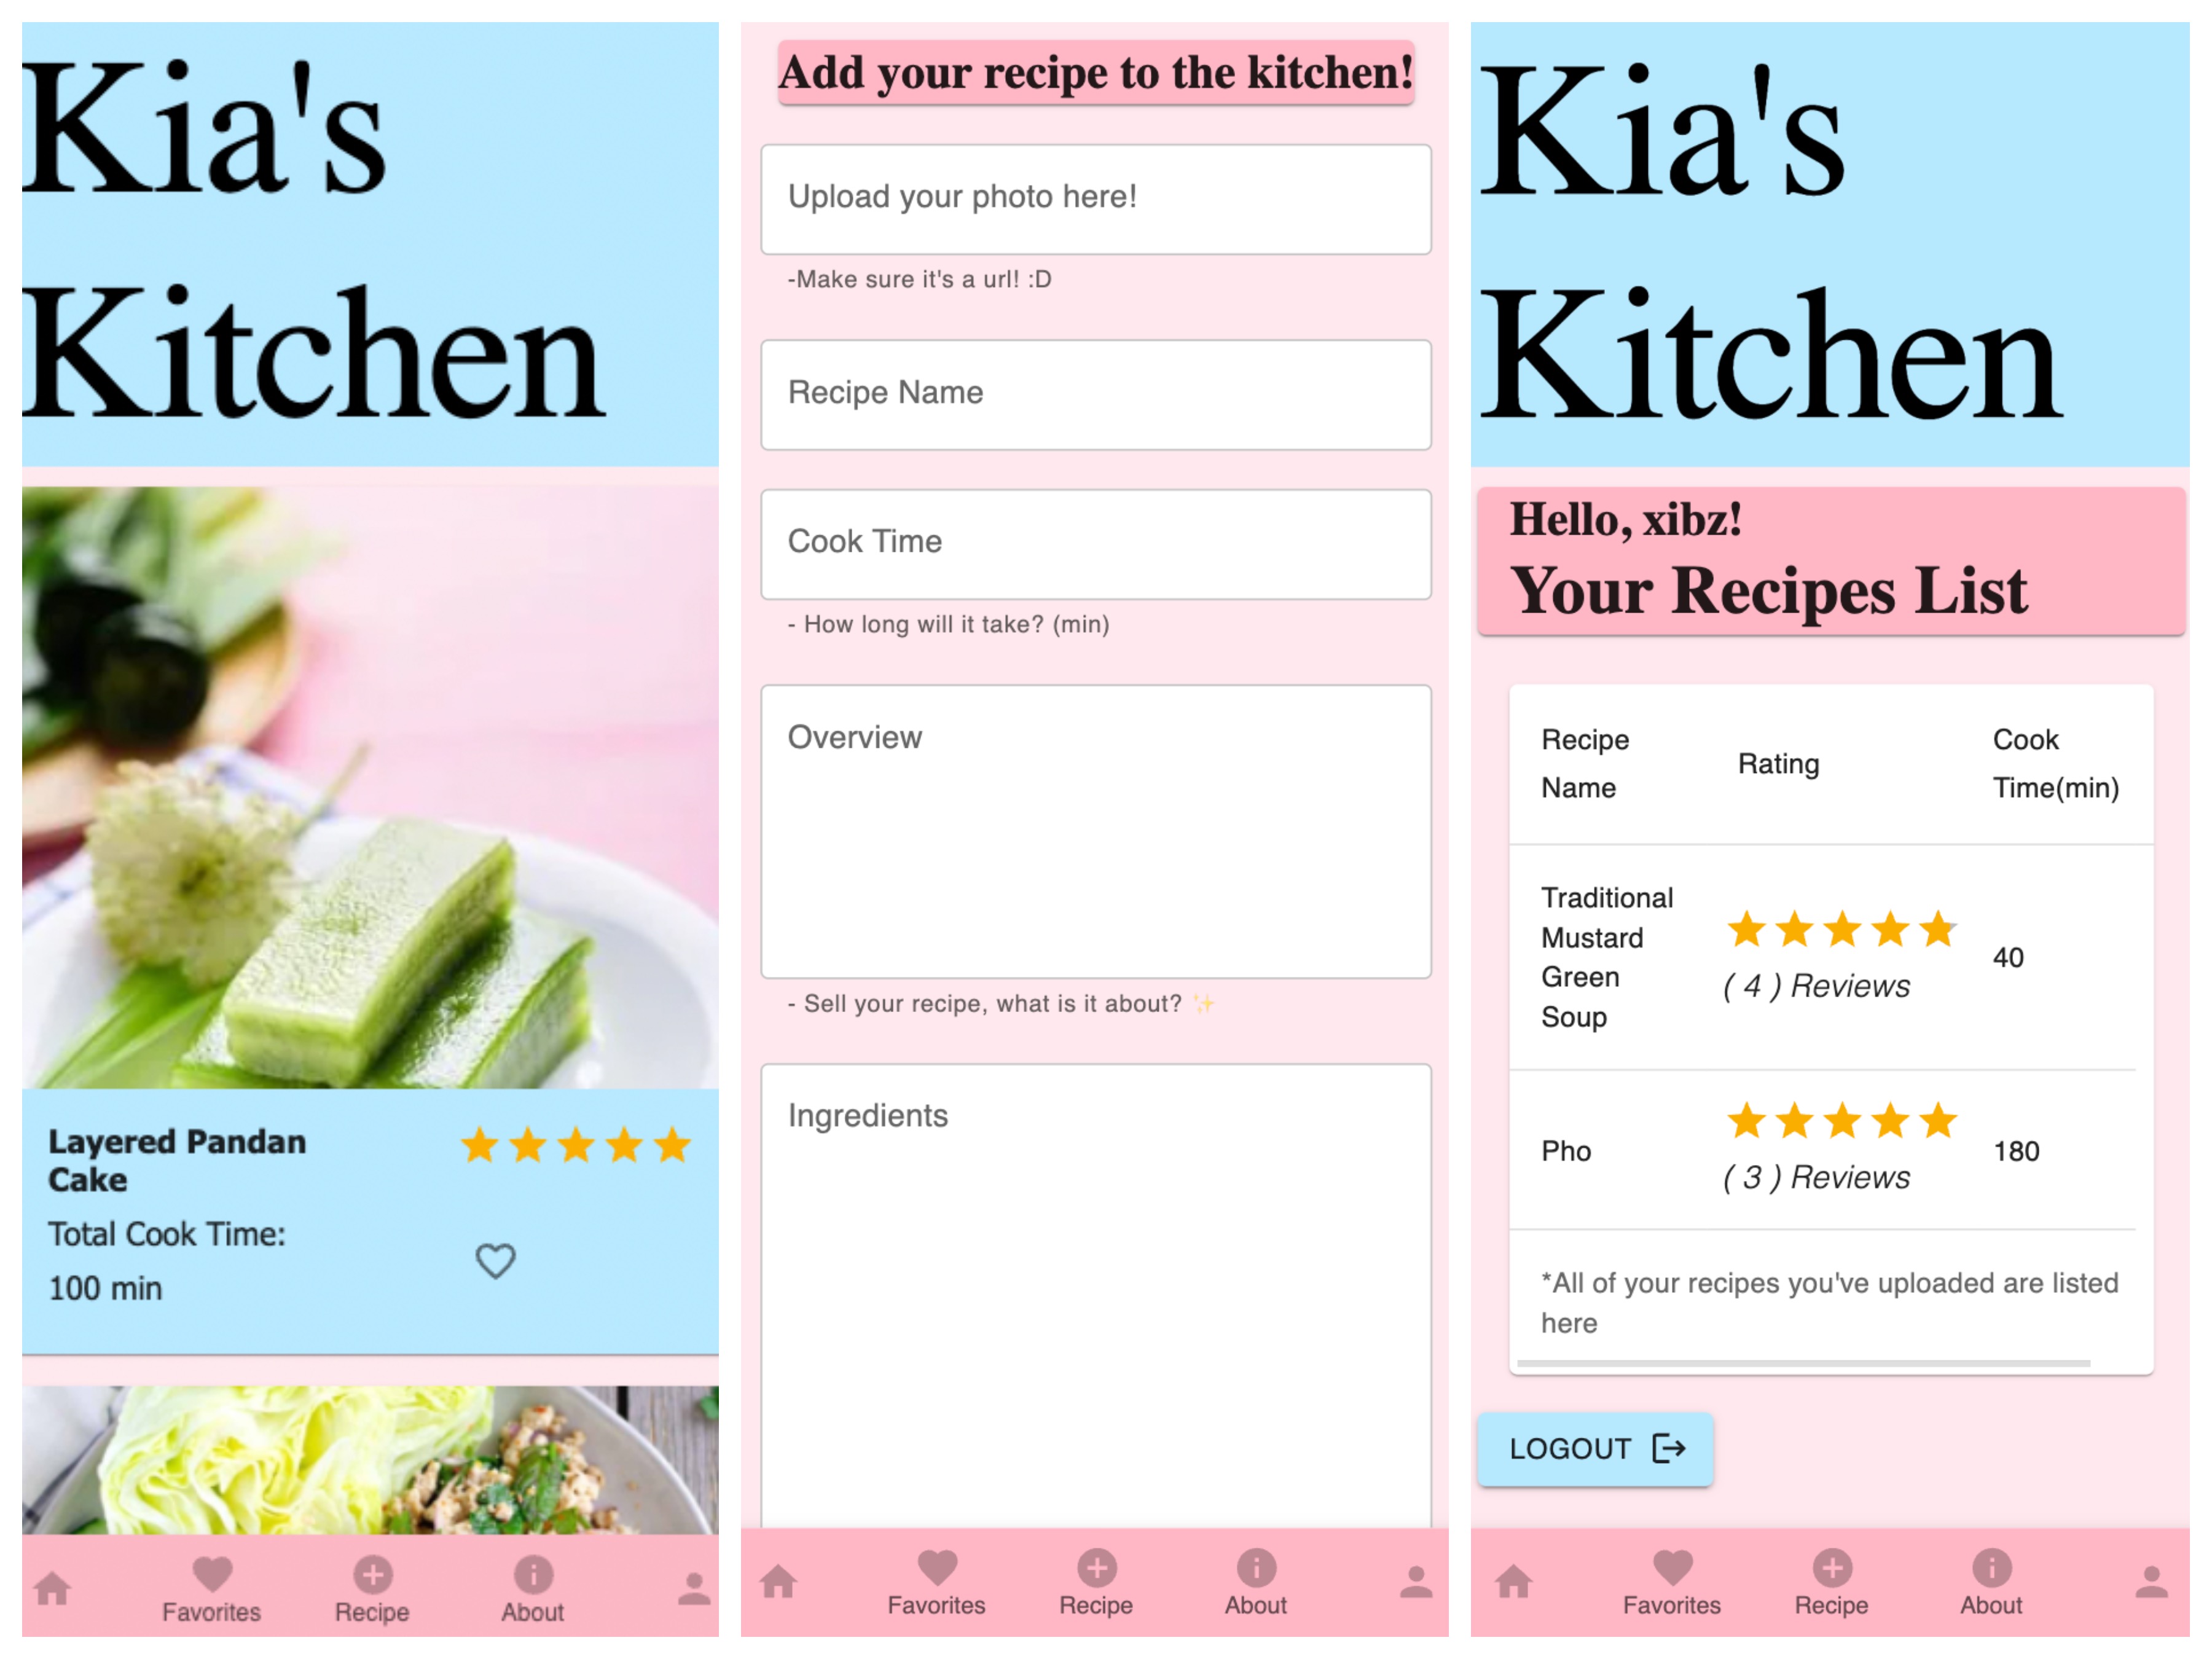 Kia's
Kitchen
Layered Pandan
Cake
Total Cook Time:
100 min
Favorites
Recipe
About
Add your recipe to the kitchen!
Upload your photo here!
-Make sure it's a url! :D
Recipe Name
Cook Time
- How long will it take? (min)
Overview
- Sell your recipe, what is it about? ✨
Ingredients
Favorites
Recipe
About
Kia's
Kitchen
Hello, xibz!
Your Recipes List
Recipe
Name
Rating
Cook
Time(min)
Traditional
Mustard
Green
Soup
( 4 ) Reviews
40
Pho
( 3 ) Reviews
180
*All of your recipes you've uploaded are listed
here
LOGOUT
Favorites
Recipe
About